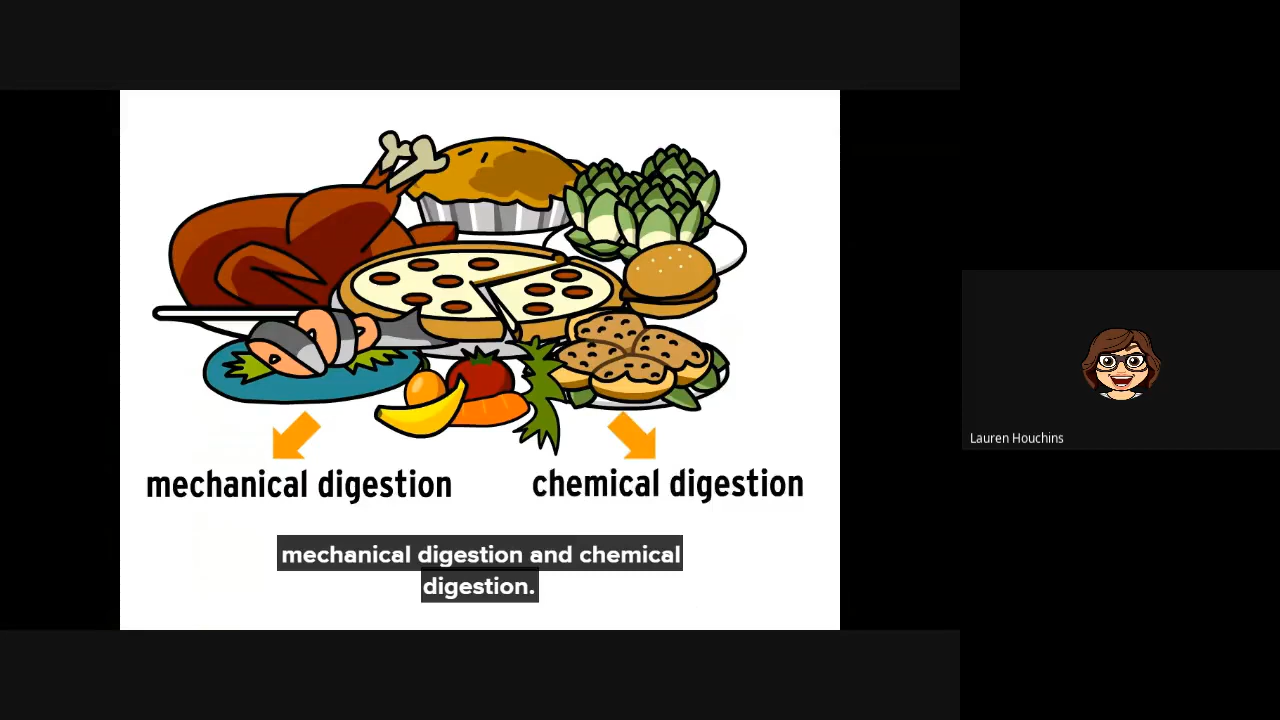 mechanical digestion
chemical digestion
mechanical digestion and chemical
digestion.
Lauren Houchins